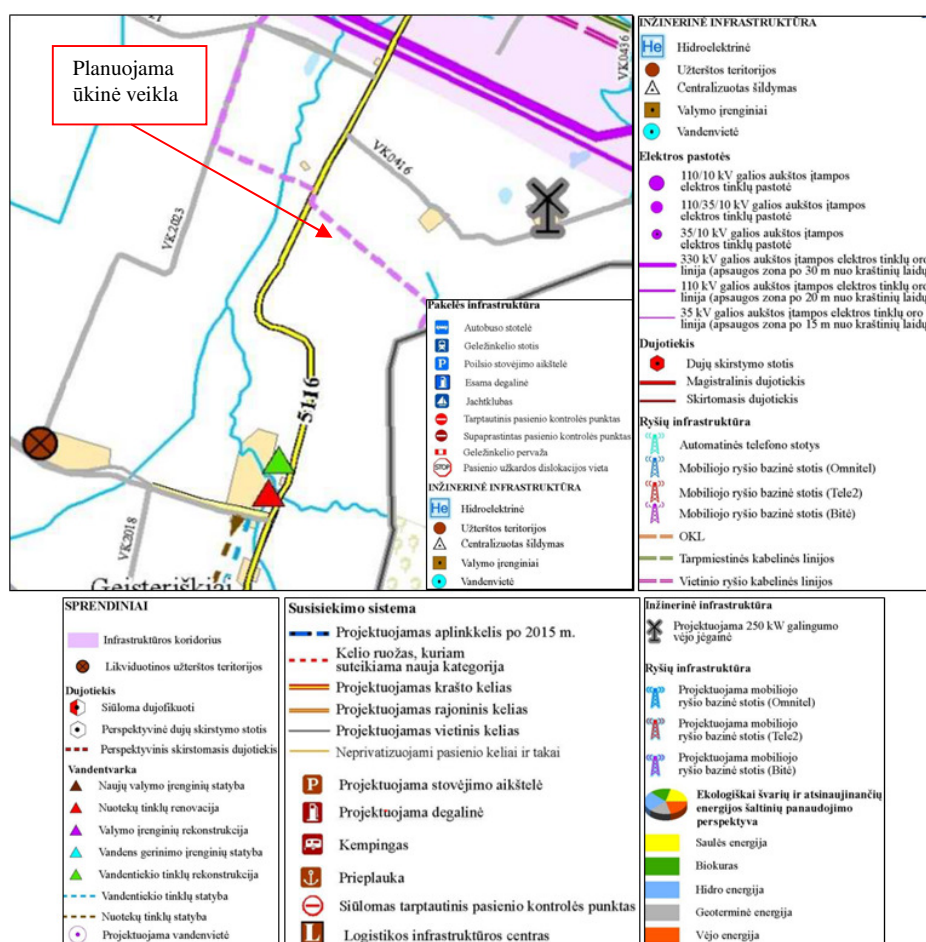 Planuojama
ūkinė veikla
VK0436
VK0416
VK2023
5116
VK2018
Geisteriškiai
Pakelės infrastruktūra
Autobuso stotelė
Geležinkelio stotis
Poilsio stovėjimo aikštelė
Esama degalinė
Jachtklubas
Tarptautinis pasienio kontrolės punktas
Supaprastintas pasienio kontrolės punktas
Geležinkelio pervaža
STOP Pasienio užkardos dislokacijos vieta
INŽINERINĖ INFRASTRUKTŪRA
He Hidroelektrinė
Užterštos teritorijos
Centralizuotas šildymas
Valymo įrenginiai
Vandenvietė
INŽINERINĖ INFRASTRUKTŪRA
He Hidroelektrinė
Užterštos teritorijos
Centralizuotas šildymas
Valymo įrenginiai
Vandenvietė
Elektros pastotės
110/10 kV galios aukštos įtampos
elektros tinklų pastotė
110/35/10 kV galios aukštos įtampos
elektros tinklų pastotė
35/10 kV galios aukštos įtampos
elektros tinklų pastotė
330 kV galios aukštos įtampos elektros tinklų oro
linija (apsaugos zona po 30 m nuo kraštinių laidų
110 kV galios aukštos įtampos elektros tinklų oro
linija (apsaugos zona po 20 m nuo kraštinių laidų
35 kV galios aukštos įtampos elektros tinklų oro
linija (apsaugos zona po 15 m nuo kraštinių laidų
Dujotiekis
Dujų skirstymo stotis
Magistralinis dujotiekis
Skirtomasis dujotiekis
Ryšių infrastruktūra
Automatinės telefono stotys
Mobiliojo ryšio bazinė stotis (Omnitel)
Mobiliojo ryšio bazinė stotis (Tele2)
Mobiliojo ryšio bazinė stotis (Bitė)
OKL
Tarpmiestinės kabelinės linijos
Vietinio ryšio kabelinės linijos
SPRENDINIAI
Infrastruktūros koridorius
Likviduotinos užterštos teritorijos
Dujotiekis
Siūloma dujofikuoti
Perspektyvinė dujų skirstymo stotis
Perspektyvinis skirstomasis dujotiekis
Vandentvarka
Naujų valymo įrenginių statyba
Nuotekų tinklų renovacija
Valymo įrenginių rekonstrukcija
Vandens gerinimo įrenginių statyba
Vandentiekio tinklų rekonstrukcija
Vandentiekio tinklų statyba
Nuotekų tinklų statyba
Projektuojama vandenvietė
Susisiekimo sistema
Projektuojamas aplinkkelis po 2015 m.
Kelio ruožas, kuriam
suteikiama nauja kategorija
Projektuojamas krašto kelias
Projektuojamas rajoninis kelias
Projektuojamas vietinis kelias
Neprivatizuojami pasienio keliai ir takai
P Projektuojama stovėjimo aikštelė
Projektuojama degalinė
Kempingas
Prieplauka
Siūlomas tarptautinis pasienio kontrolės punktas
L Logistikos infrastruktūros centras
Inžinerinė infrastruktūra
Projektuojama 250 kW galingumo
vėjo jėgainė
Ryšių infrastruktūra
Projektuojama mobiliojo
ryšio bazinė stotis (Omnitel)
Projektuojama mobiliojo
ryšio bazinė stotis (Tele2)
Projektuojama mobiliojo
ryšio bazinė stotis (Bitė)
Ekologiškai švarių ir atsinaujinančių
energijos šaltinių panaudojimo
perspektyva
Saulės energija
Biokuras
Hidro energija
Geoterminė energija
Vėjo energija